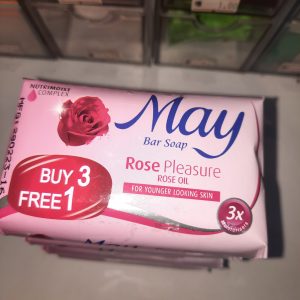 NUTRIMOIST
COMPLEX
May
Bar Soap
Rose Pleasure
ROSE OIL
FOR YOUNGER LOOKING SKIN
BUY 3
FREE 1
3x